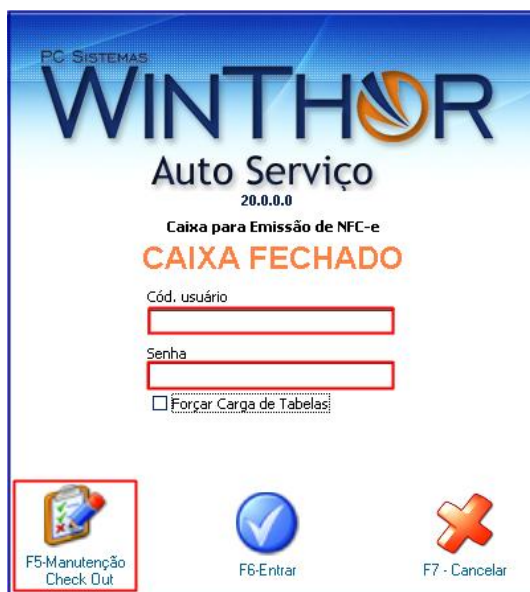 PC SISTEMAS
WINTHOR
Auto Serviço
20.0.0.0
Caixa para Emissão de NFC-e
CAIXA FECHADO
Cód. usuário
Senha
Forçar Carga de Tabelas
F5-Manutenção
Check Out
F6-Entrar
F7 - Cancelar